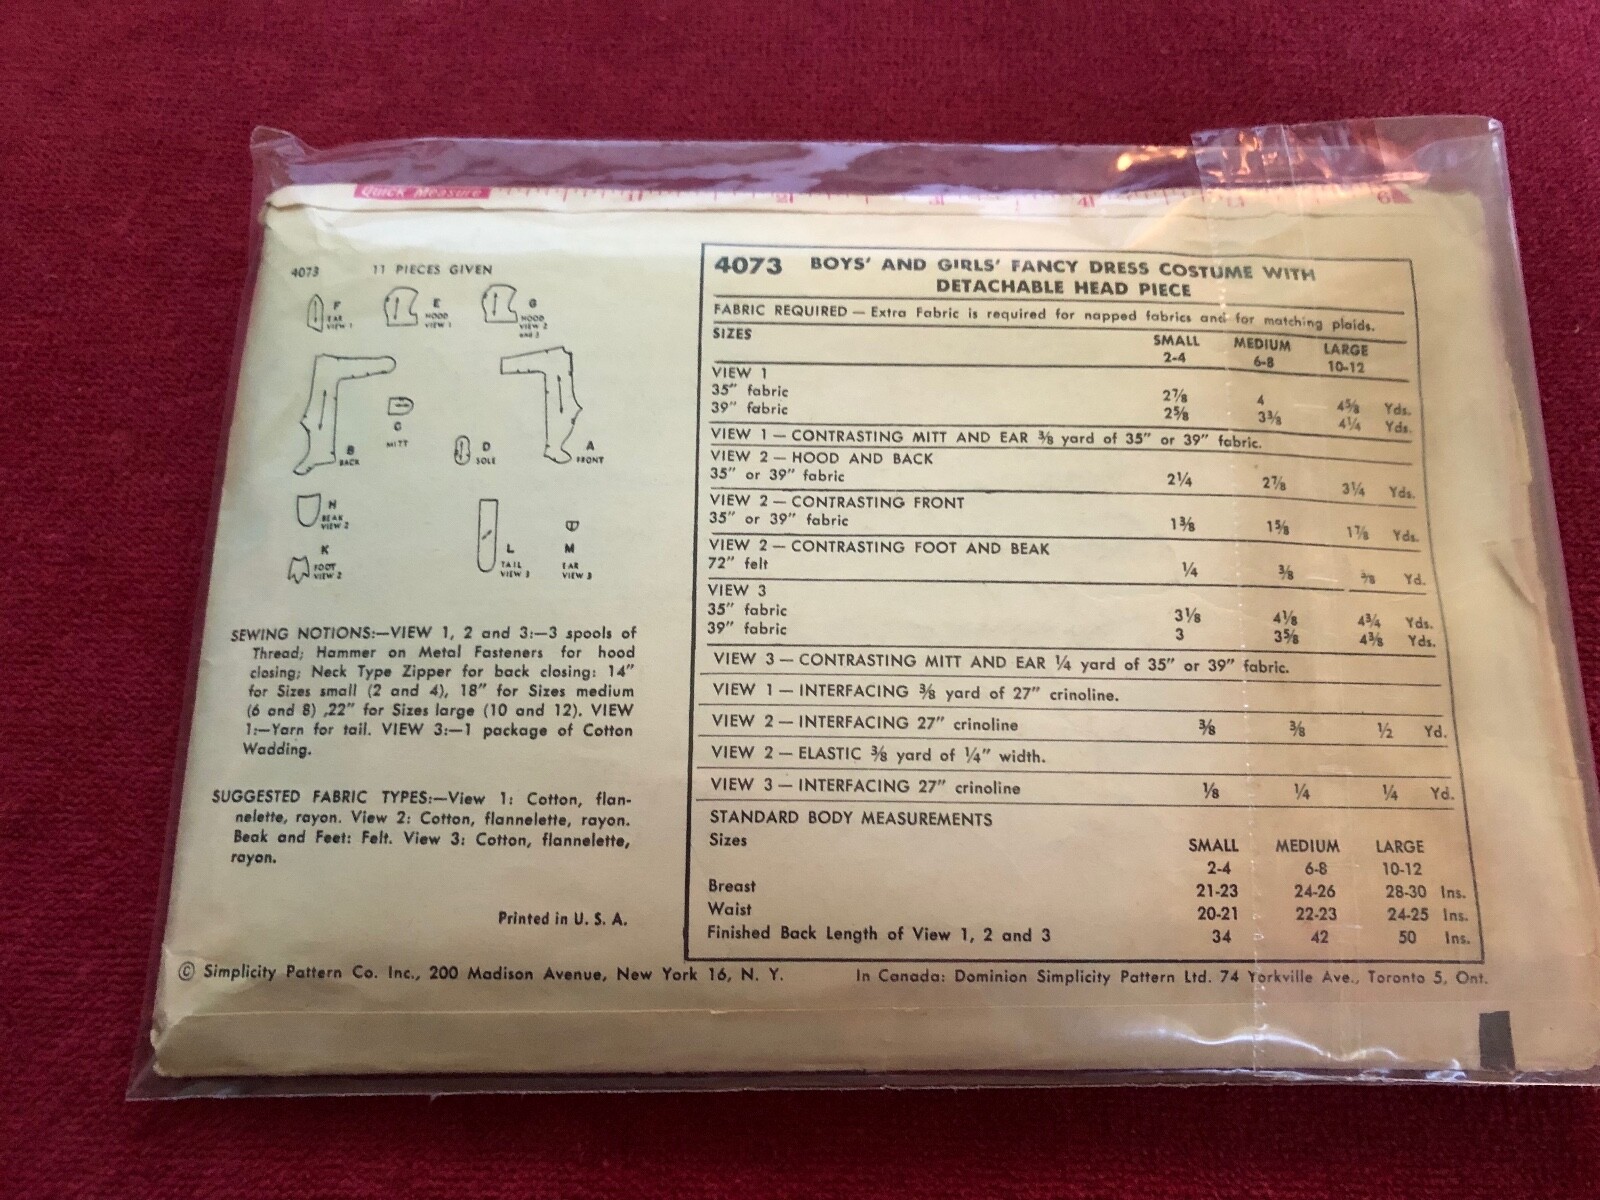 Quick Measure 1 2 3 4 5 6
4073 11 PIECES GIVEN
F
EAR
VIEW 1
E
HOOD
VIEW 1
G
HOOD
VIEW 2
AND 3
B
BACK
C
MITT
D
SOLE
A
FRONT
H
BEAK
VIEW 2
K
FOOT
VIEW 2
L
TAIL
VIEW 3
M
EAR
VIEW 3
SEWING NOTIONS:—VIEW 1, 2 and 3:—3 spools of
Thread; Hammer on Metal Fasteners for hood
closing; Neck Type Zipper for back closing: 14"
for Sizes small (2 and 4), 18" for Sizes medium
(6 and 8) ,22" for Sizes large (10 and 12). VIEW
1:—Yarn for tail. VIEW 3:—1 package of Cotton
Wadding.
SUGGESTED FABRIC TYPES:—View 1: Cotton, flan-
nelette, rayon. View 2: Cotton, flannelette, rayon.
Beak and Feet: Felt. View 3: Cotton, flannelette,
rayon.
Printed in U. S. A.
4073 BOYS' AND GIRLS' FANCY DRESS COSTUME WITH
DETACHABLE HEAD PIECE
FABRIC REQUIRED — Extra Fabric is required for napped fabrics and for matching plaids.
SIZES SMALL MEDIUM LARGE
2-4 6-8 10-12
VIEW 1
35" fabric 2⅞ 4 4⅝ Yds.
39" fabric 2⅝ 3⅜ 4¼ Yds.
VIEW 1 — CONTRASTING MITT AND EAR ⅜ yard of 35" or 39" fabric.
VIEW 2 — HOOD AND BACK
35" or 39" fabric 2¼ 2⅞ 3¼ Yds.
VIEW 2 — CONTRASTING FRONT
35" or 39" fabric 1⅜ 1⅝ 1⅞ Yds.
VIEW 2 — CONTRASTING FOOT AND BEAK
72" felt ¼ ⅜ ⅜ Yd.
VIEW 3
35" fabric 3⅛ 4⅛ 4¾ Yds.
39" fabric 3 3⅝ 4⅜ Yds.
VIEW 3 — CONTRASTING MITT AND EAR ¼ yard of 35" or 39" fabric.
VIEW 1 — INTERFACING ⅜ yard of 27" crinoline.
VIEW 2 — INTERFACING 27" crinoline ⅜ ⅜ ½ Yd.
VIEW 2 — ELASTIC ⅜ yard of ¼" width.
VIEW 3 — INTERFACING 27" crinoline ⅛ ¼ ¼ Yd.
STANDARD BODY MEASUREMENTS
Sizes SMALL MEDIUM LARGE
2-4 6-8 10-12
Breast 21-23 24-26 28-30 Ins.
Waist 20-21 22-23 24-25 Ins.
Finished Back Length of View 1, 2 and 3 34 42 50 Ins.
© Simplicity Pattern Co. Inc., 200 Madison Avenue, New York 16, N. Y. In Canada: Dominion Simplicity Pattern Ltd. 74 Yorkville Ave., Toronto 5, Ont.